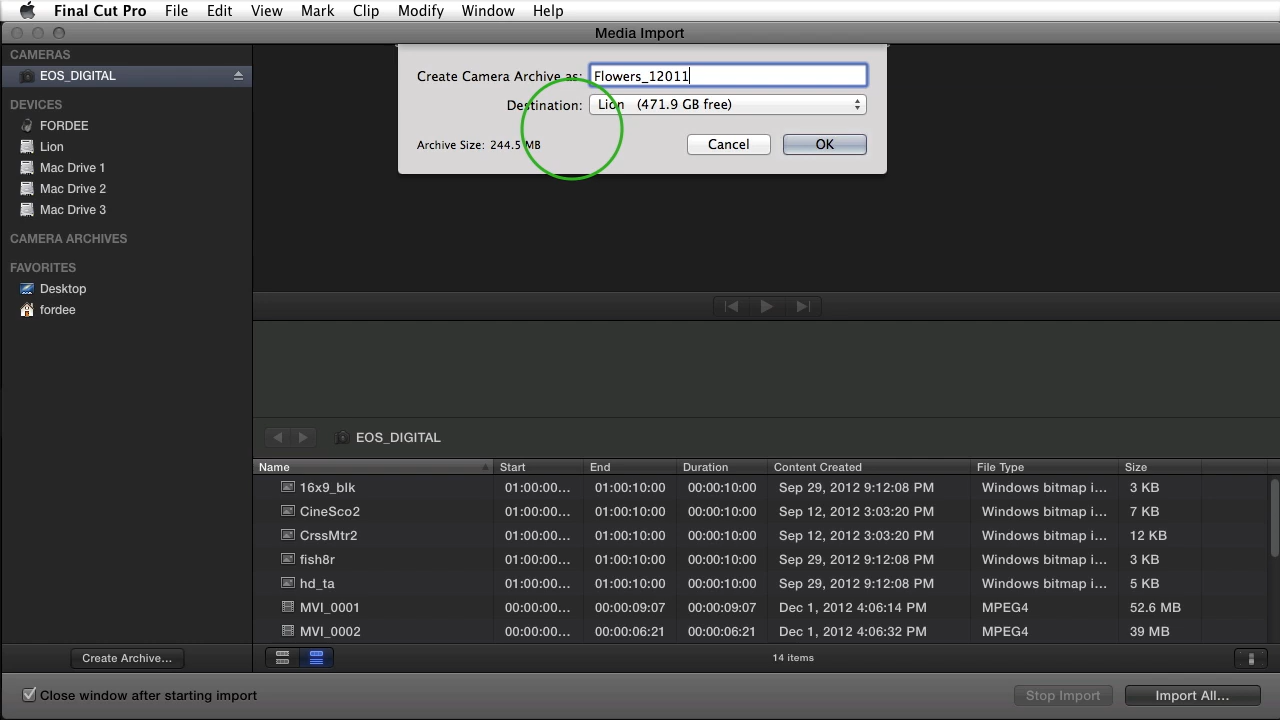 Final Cut Pro File Edit View Mark Clip Modify Window Help
Media Import
CAMERAS
EOS_DIGITAL
DEVICES
FORDEE
Lion
Mac Drive 1
Mac Drive 2
Mac Drive 3
CAMERA ARCHIVES
FAVORITES
Desktop
fordee
Create Archive...
Create Camera Archive as: Flowers_12011
Destination: Lion (471.9 GB free)
Archive Size: 244.5 MB Cancel OK
EOS_DIGITAL
Name Start End Duration Content Created File Type Size
16x9_blk 01:00:00... 01:00:10:00 00:00:10:00 Sep 29, 2012 9:12:08 PM Windows bitmap i... 3 KB
CineSco2 01:00:00... 01:00:10:00 00:00:10:00 Sep 12, 2012 3:03:20 PM Windows bitmap i... 7 KB
CrssMtr2 01:00:00... 01:00:10:00 00:00:10:00 Sep 12, 2012 3:03:20 PM Windows bitmap i... 12 KB
fish8r 01:00:00... 01:00:10:00 00:00:10:00 Sep 29, 2012 9:12:08 PM Windows bitmap i... 3 KB
hd_ta 01:00:00... 01:00:10:00 00:00:10:00 Sep 29, 2012 9:12:08 PM Windows bitmap i... 5 KB
MVI_0001 00:00:00... 00:00:09:07 00:00:09:07 Dec 1, 2012 4:06:14 PM MPEG4 52.6 MB
MVI_0002 00:00:00... 00:00:06:21 00:00:06:21 Dec 1, 2012 4:06:32 PM MPEG4 39 MB
14 items
Close window after starting import Stop Import Import All...